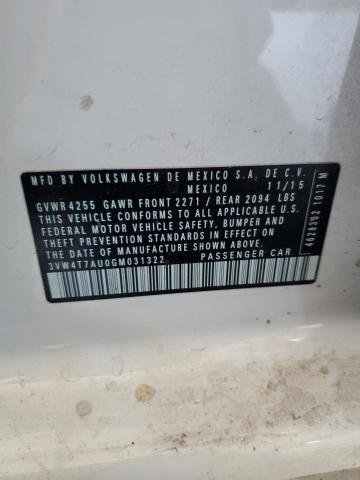 MFD BY VOLKSWAGEN DE MEXICO S.A. DE C.V.
MEXICO 11/15
GVWR 4255 GAWR FRONT 2271 / REAR 2094 LBS
THIS VEHICLE CONFORMS TO ALL APPLICABLE U.S.
FEDERAL MOTOR VEHICLE SAFETY, BUMPER AND
THEFT PREVENTION STANDARDS IN EFFECT ON
THE DATE OF MANUFACTURE SHOWN ABOVE.
3VW4T7AU0GM031322 PASSENGER CAR
1017 M